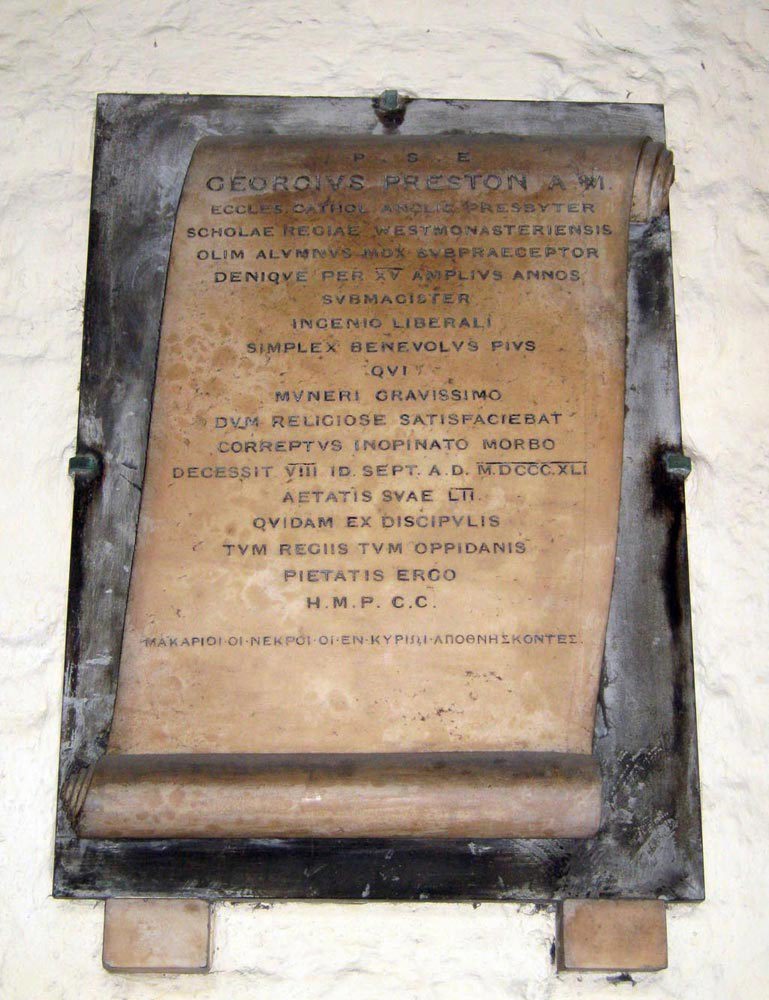 P. S. E
GEORGIVS PRESTON A.M.
ECCLES. CATHOL. ANGLIC. PRESBYTER
SCHOLAE REGIAE WESTMONASTERIENSIS
OLIM ALVMNVS MOX SVBPRAECEPTOR
DENIQVE PER XV AMPLIVS ANNOS
SVBMAGISTER
INGENIO LIBERALI
SIMPLEX BENEVOLVS PIVS
QVI
MVNERI GRAVISSIMO
DVM RELIGIOSE SATISFACIEBAT
CORREPTVS INOPINATO MORBO
DECESSIT VIII ID. SEPT. A.D. MDCCCXLI
AETATIS SVAE LII.
QVIDAM EX DISCIPVLIS
TVM REGIIS TVM OPPIDANIS
PIETATIS ERGO
H.M.P. C.C.
ΜΑΚΑΡΙΟΙ·ΟΙ·ΝΕΚΡΟΙ·ΟΙ·ΕΝ·ΚΥΡΙΩΙ·ΑΠΟΘΝΗΣΚΟΝΤΕΣ.